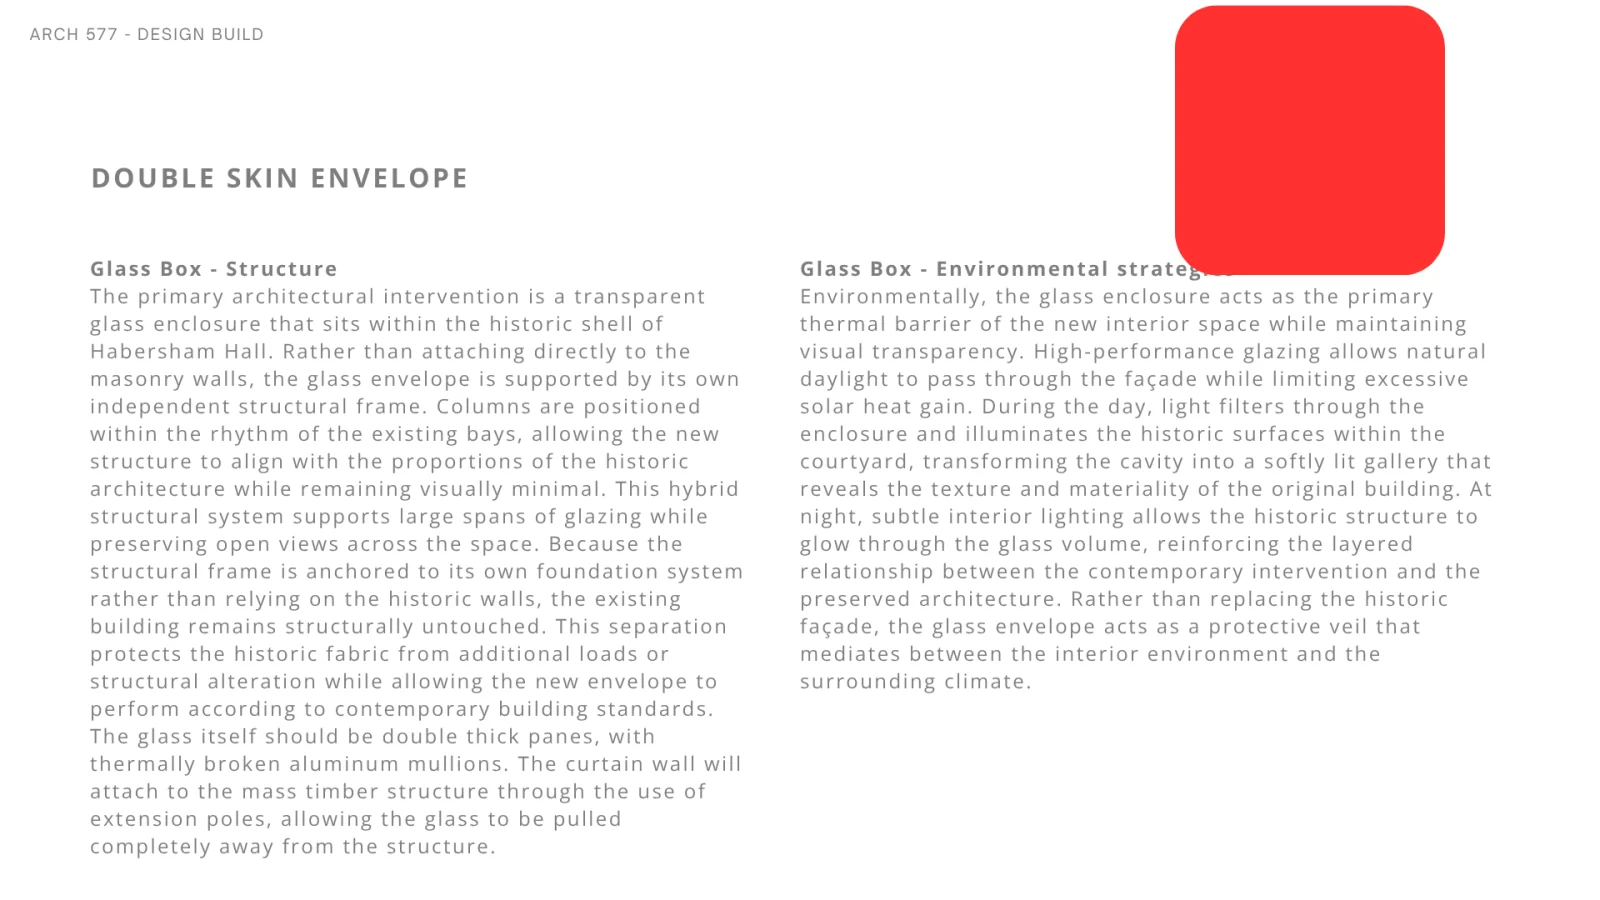 ARCH 577 - DESIGN BUILD
DOUBLE SKIN ENVELOPE
Glass Box - Structure
The primary architectural intervention is a transparent
glass enclosure that sits within the historic shell of
Habersham Hall. Rather than attaching directly to the
masonry walls, the glass envelope is supported by its own
independent structural frame. Columns are positioned
within the rhythm of the existing bays, allowing the new
structure to align with the proportions of the historic
architecture while remaining visually minimal. This hybrid
structural system supports large spans of glazing while
preserving open views across the space. Because the
structural frame is anchored to its own foundation system
rather than relying on the historic walls, the existing
building remains structurally untouched. This separation
protects the historic fabric from additional loads or
structural alteration while allowing the new envelope to
perform according to contemporary building standards.
The glass itself should be double thick panes, with
thermally broken aluminum mullions. The curtain wall will
attach to the mass timber structure through the use of
extension poles, allowing the glass to be pulled
completely away from the structure.
Glass Box - Environmental
Environmentally, the glass enclosure acts as the primary
thermal barrier of the new interior space while maintaining
visual transparency. High-performance glazing allows natural
daylight to pass through the façade while limiting excessive
solar heat gain. During the day, light filters through the
enclosure and illuminates the historic surfaces within the
courtyard, transforming the cavity into a softly lit gallery that
reveals the texture and materiality of the original building. At
night, subtle interior lighting allows the historic structure to
glow through the glass volume, reinforcing the layered
relationship between the contemporary intervention and the
preserved architecture. Rather than replacing the historic
façade, the glass envelope acts as a protective veil that
mediates between the interior environment and the
surrounding climate.